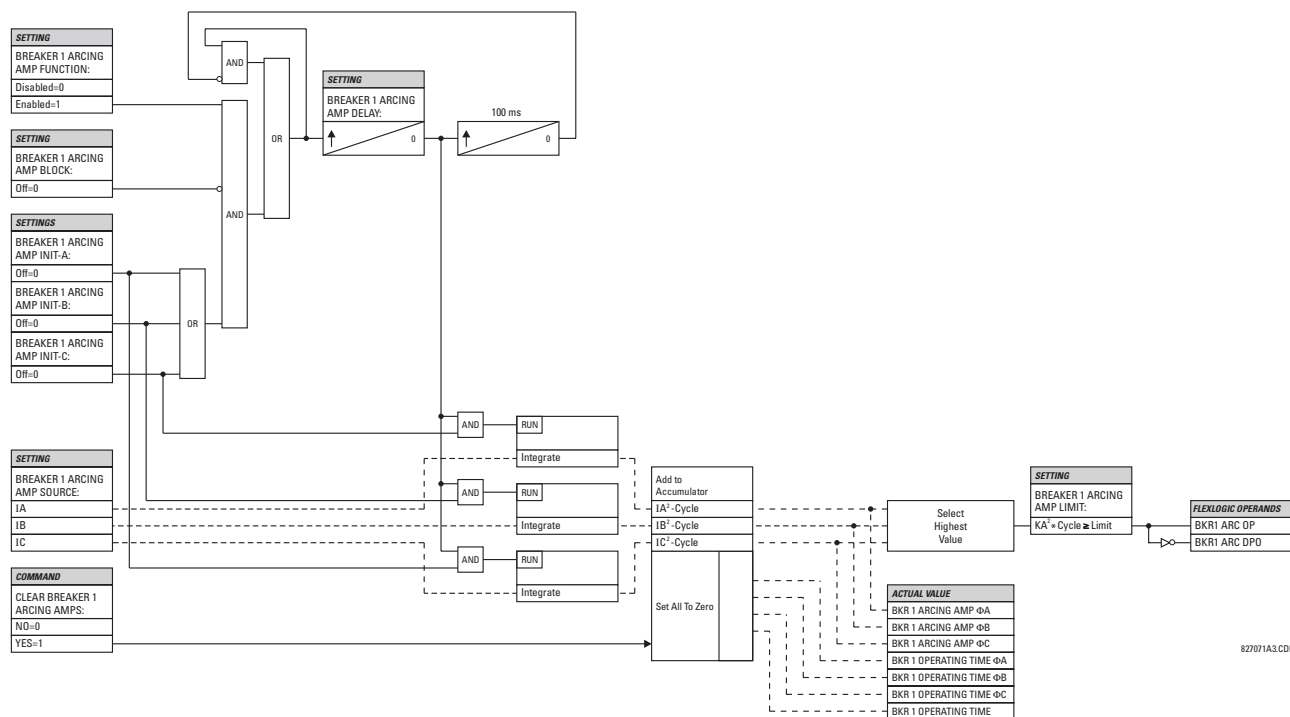 SETTING
BREAKER 1 ARCING
AMP FUNCTION:
Disabled=0
Enabled=1
SETTING
BREAKER 1 ARCING
AMP BLOCK:
Off=0
SETTINGS
BREAKER 1 ARCING
AMP INIT-A:
Off=0
BREAKER 1 ARCING
AMP INIT-B:
Off=0
BREAKER 1 ARCING
AMP INIT-C:
Off=0
SETTING
BREAKER 1 ARCING
AMP SOURCE:
IA
IB
IC
COMMAND
CLEAR BREAKER 1
ARCING AMPS:
NO=0
YES=1
OR
AND
AND
OR
SETTING
BREAKER 1 ARCING
AMP DELAY:
0
100 ms
0
AND
RUN
Integrate
AND
RUN
Integrate
AND
RUN
Integrate
Add to
Accumulator
IA²-Cycle
IB²-Cycle
IC²-Cycle
Set All To Zero
Select
Highest
Value
SETTING
BREAKER 1 ARCING
AMP LIMIT:
KA²* Cycle ≥ Limit
FLEXLOGIC OPERANDS
BKR1 ARC OP
BKR1 ARC DPO
ACTUAL VALUE
BKR 1 ARCING AMP ΦA
BKR 1 ARCING AMP ΦB
BKR 1 ARCING AMP ΦC
BKR 1 OPERATING TIME ΦA
BKR 1 OPERATING TIME ΦB
BKR 1 OPERATING TIME ΦC
BKR 1 OPERATING TIME
827071A3.CD